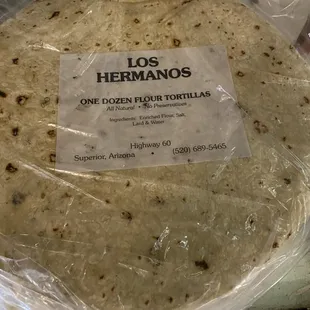 LOS
HERMANOS
ONE DOZEN FLOUR TORTILLAS
All Natural • No Preservatives
Ingredients: Enriched Flour, Salt,
Lard & Water
Highway 60
Superior, Arizona (520) 689-5465